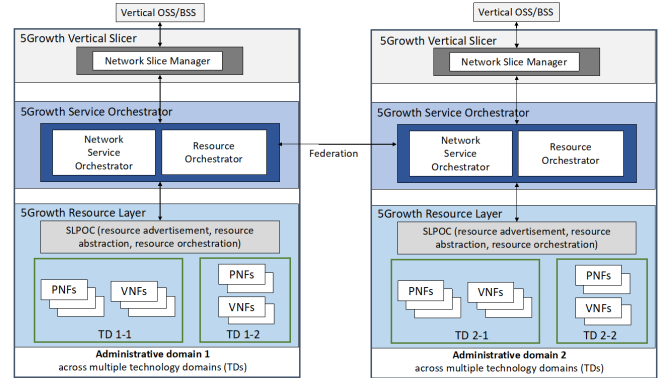 Vertical OSS/BSS
5Growth Vertical Slicer
Network Slice Manager
5Growth Service Orchestrator
Network
Service
Orchestrator
Resource
Orchestrator
5Growth Resource Layer
SLPOC (resource advertisement, resource
abstraction, resource orchestration)
PNFs
VNFs
TD 1-1
PNFs
VNFs
TD 1-2
Administrative domain 1
across multiple technology domains (TDs)
Federation
Vertical OSS/BSS
5Growth Vertical Slicer
Network Slice Manager
5Growth Service Orchestrator
Network
Service
Orchestrator
Resource
Orchestrator
5Growth Resource Layer
SLPOC (resource advertisement, resource
abstraction, resource orchestration)
PNFs
VNFs
TD 2-1
PNFs
VNFs
TD 2-2
Administrative domain 2
across multiple technology domains (TDs)